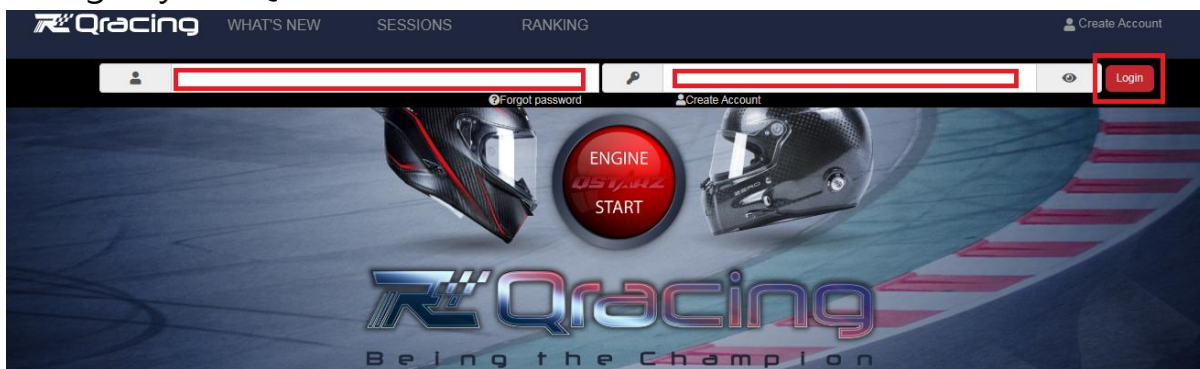 Qracing WHAT'S NEW SESSIONS RANKING Create Account
Login
Forgot password Create Account
ENGINE
QSTARZ
START
ZERO
Qracing
Being the Champion